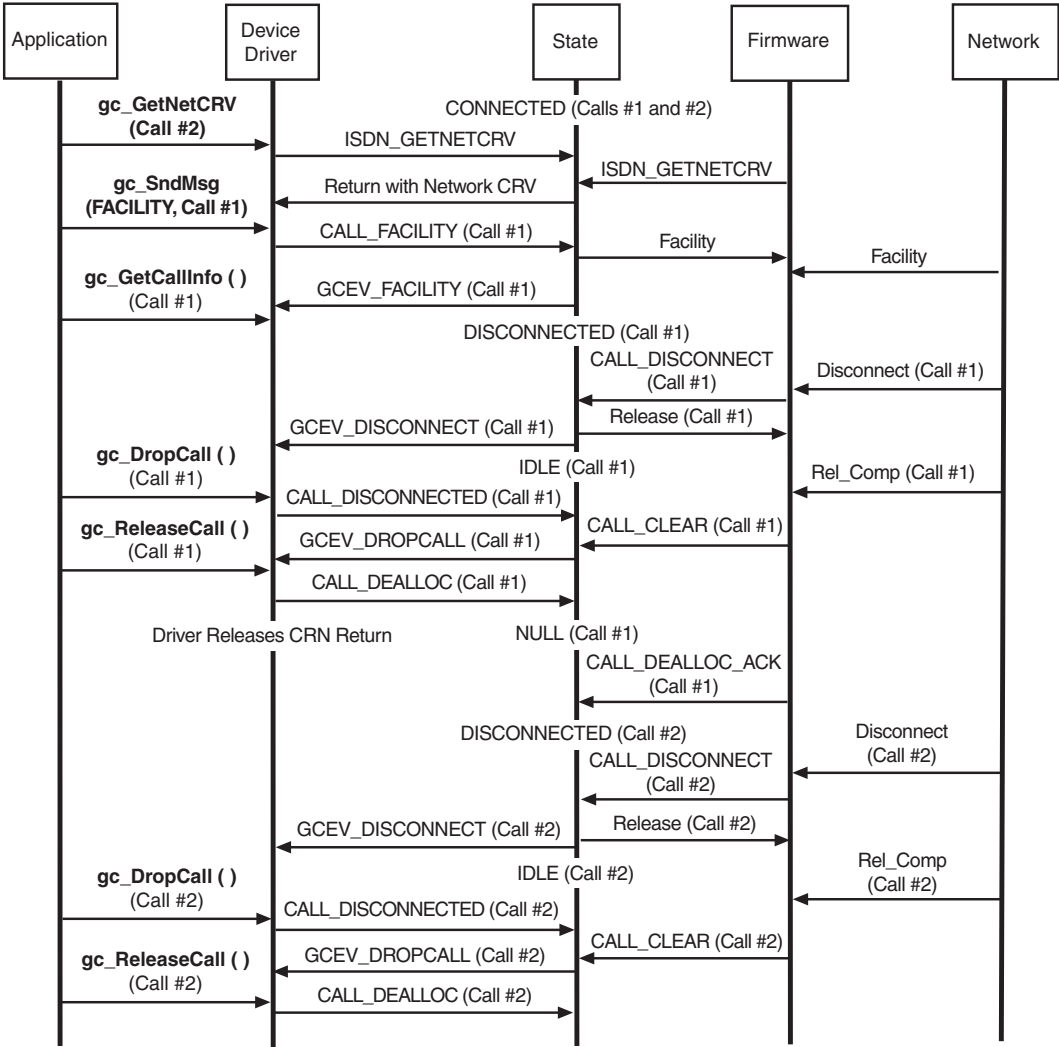 Application
Device
Driver
State
Firmware
Network
gc_GetNetCRV
(Call #2)
CONNECTED (Calls #1 and #2)
ISDN_GETNETCRV
ISDN_GETNETCRV
gc_SndMsg
(FACILITY, Call #1)
Return with Network CRV
CALL_FACILITY (Call #1)
Facility
Facility
gc_GetCallInfo ( )
(Call #1)
GCEV_FACILITY (Call #1)
DISCONNECTED (Call #1)
CALL_DISCONNECT
(Call #1)
Disconnect (Call #1)
Release (Call #1)
GCEV_DISCONNECT (Call #1)
gc_DropCall ( )
(Call #1)
IDLE (Call #1)
Rel_Comp (Call #1)
CALL_DISCONNECTED (Call #1)
gc_ReleaseCall ( )
(Call #1)
CALL_CLEAR (Call #1)
GCEV_DROPCALL (Call #1)
CALL_DEALLOC (Call #1)
Driver Releases CRN Return
NULL (Call #1)
CALL_DEALLOC_ACK
(Call #1)
DISCONNECTED (Call #2)
Disconnect
(Call #2)
CALL_DISCONNECT
(Call #2)
GCEV_DISCONNECT (Call #2)
Release (Call #2)
Rel_Comp
(Call #2)
gc_DropCall ( )
(Call #2)
IDLE (Call #2)
CALL_DISCONNECTED (Call #2)
CALL_CLEAR (Call #2)
gc_ReleaseCall ( )
(Call #2)
GCEV_DROPCALL (Call #2)
CALL_DEALLOC (Call #2)